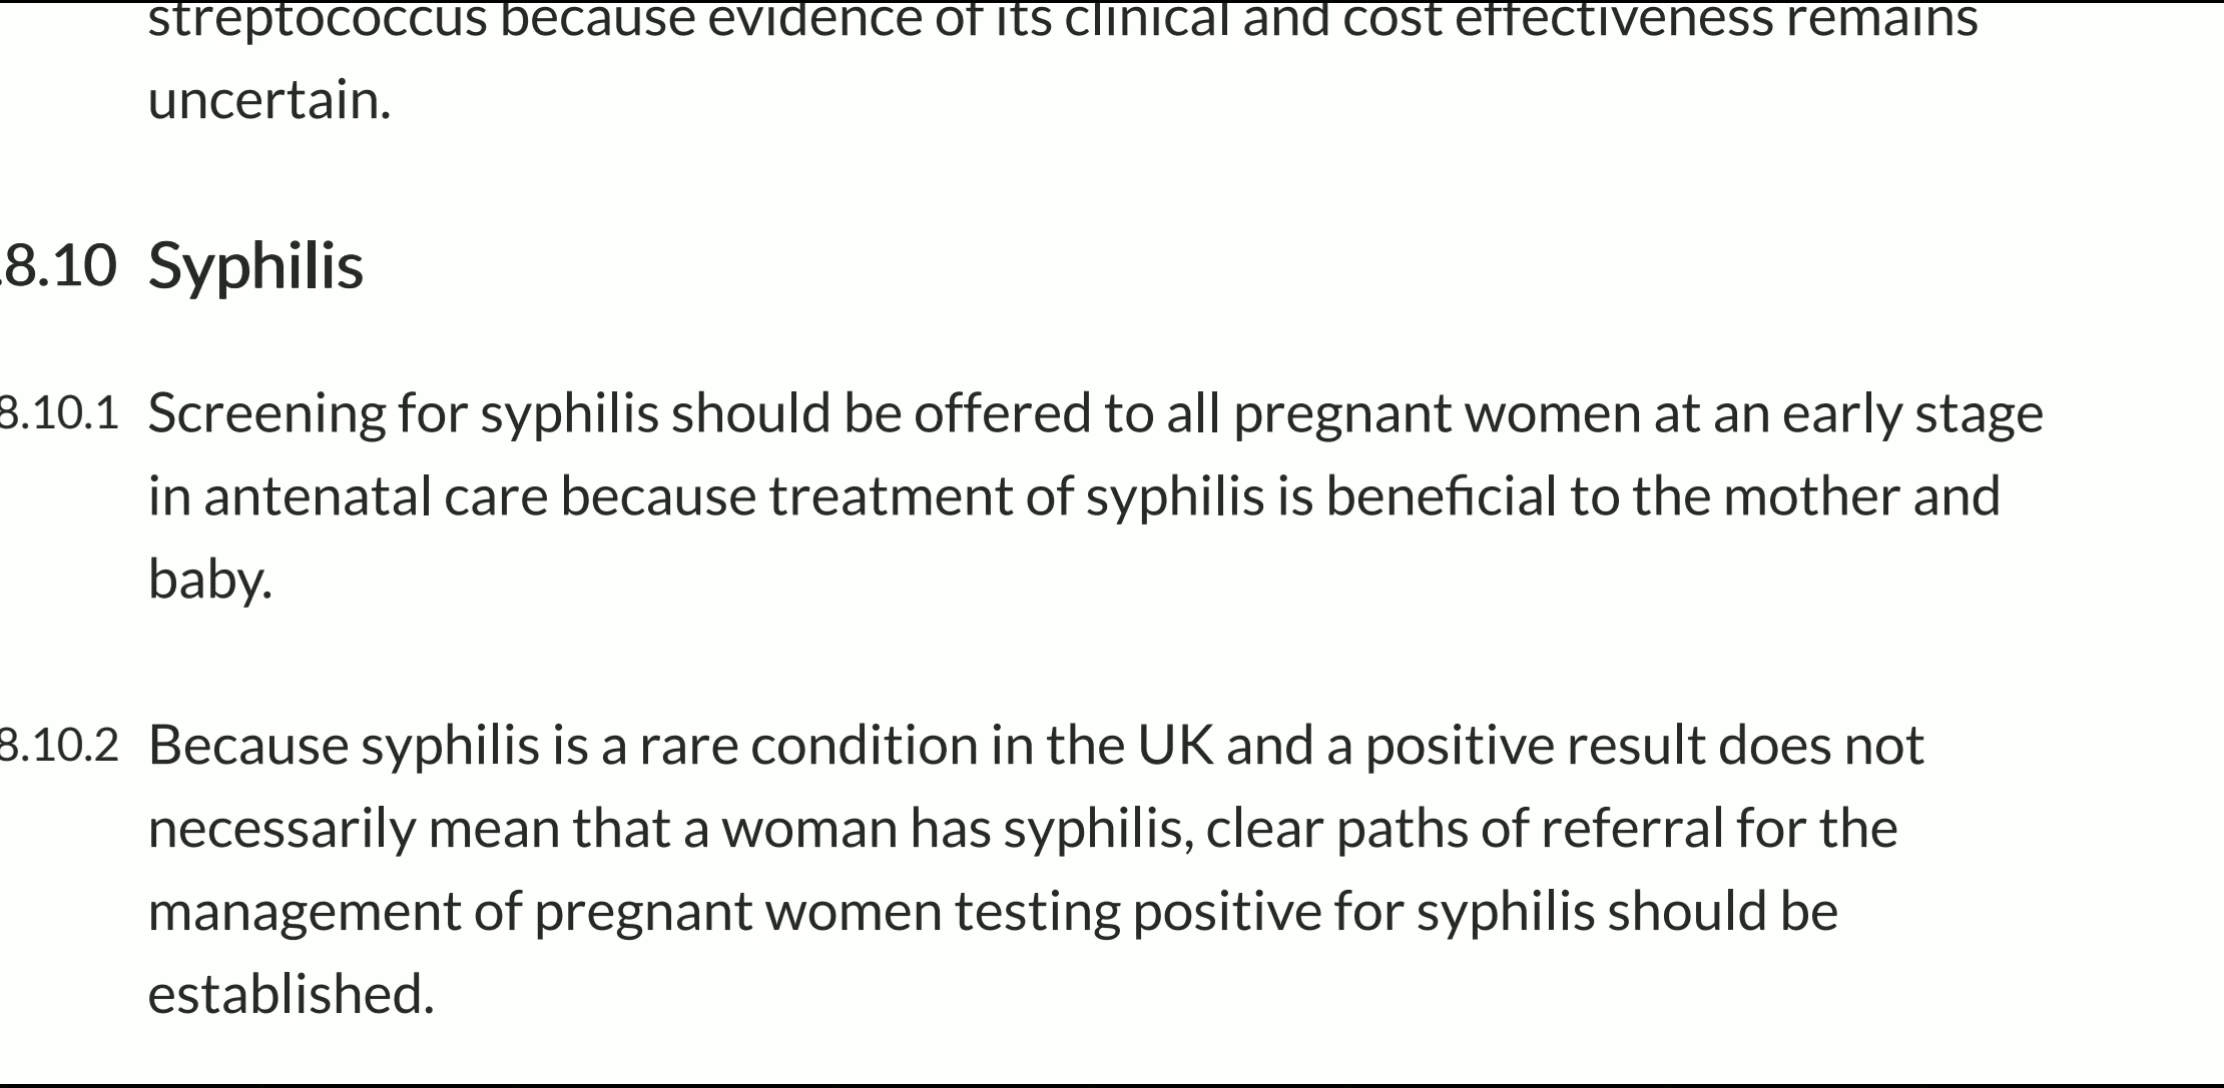 streptococcus because evidence of its clinical and cost effectiveness remains
uncertain.
.8.10 Syphilis
8.10.1 Screening for syphilis should be offered to all pregnant women at an early stage
in antenatal care because treatment of syphilis is beneficial to the mother and
baby.
8.10.2 Because syphilis is a rare condition in the UK and a positive result does not
necessarily mean that a woman has syphilis, clear paths of referral for the
management of pregnant women testing positive for syphilis should be
established.